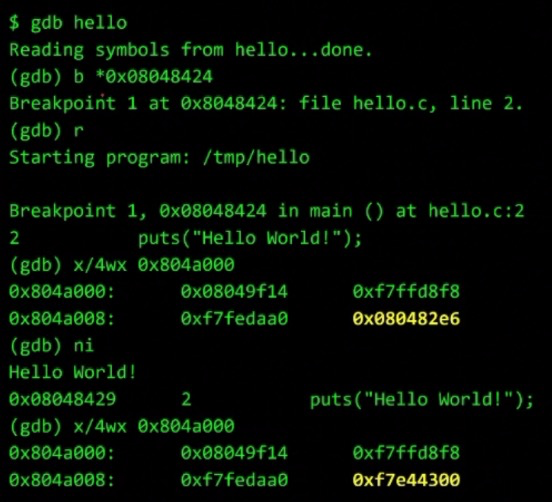 $ gdb hello
Reading symbols from hello...done.
(gdb) b *0x08048424
Breakpoint 1 at 0x8048424: file hello.c, line 2.
(gdb) r
Starting program: /tmp/hello
Breakpoint 1, 0x08048424 in main () at hello.c:2
2 puts("Hello World!");
(gdb) x/4wx 0x804a000
0x804a000: 0x08049f14 0xf7ffd8f8
0x804a008: 0xf7fedaa0 0x080482e6
(gdb) ni
Hello World!
0x08048429 2 puts("Hello World!");
(gdb) x/4wx 0x804a000
0x804a000: 0x08049f14 0xf7ffd8f8
0x804a008: 0xf7fedaa0 0xf7e44300